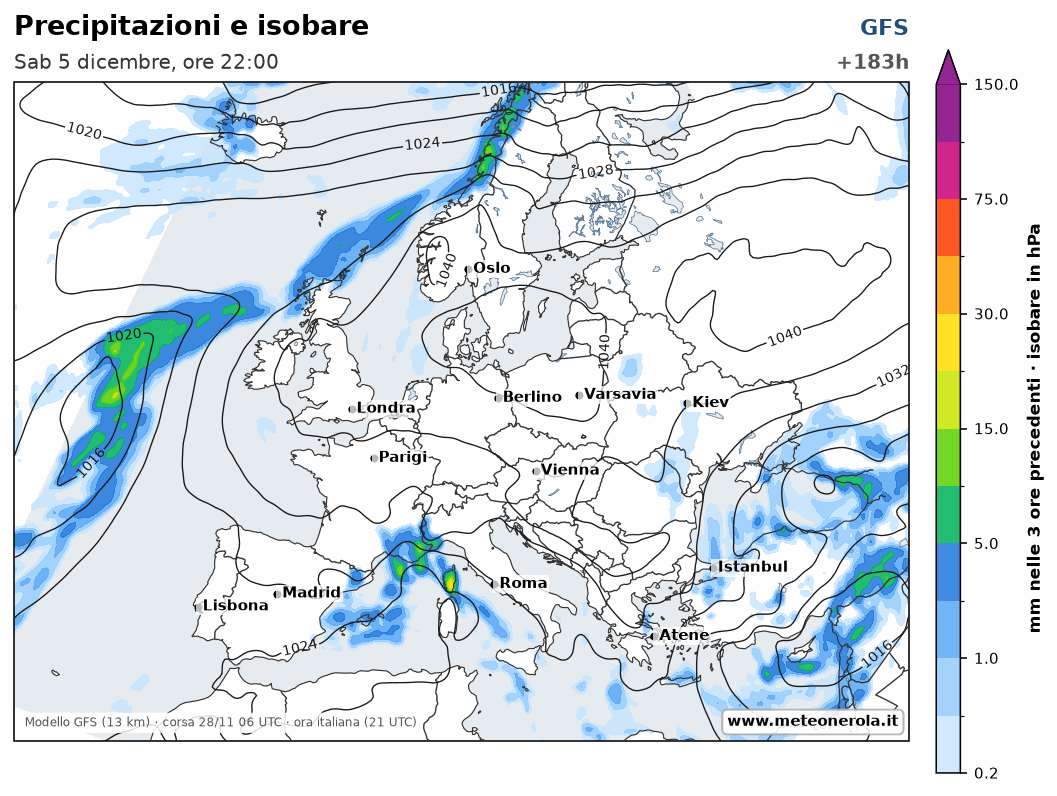 Precipitazioni e isobare
GFS
Sab 5 dicembre, ore 22:00
+183h
150.0
75.0
30.0
15.0
5.0
1.0
0.2
mm nelle 3 ore precedenti · isobare in hPa
1016
1020
1024
1028
1040
Oslo
1020
1040
1040
1032
Berlino
Varsavia
Kiev
Londra
Parigi
1016
Vienna
Istanbul
Roma
Madrid
Lisbona
Atene
1024
1016
Modello GFS (13 km) · corsa 28/11 06 UTC · ora italiana (21 UTC)
www.meteonerola.it